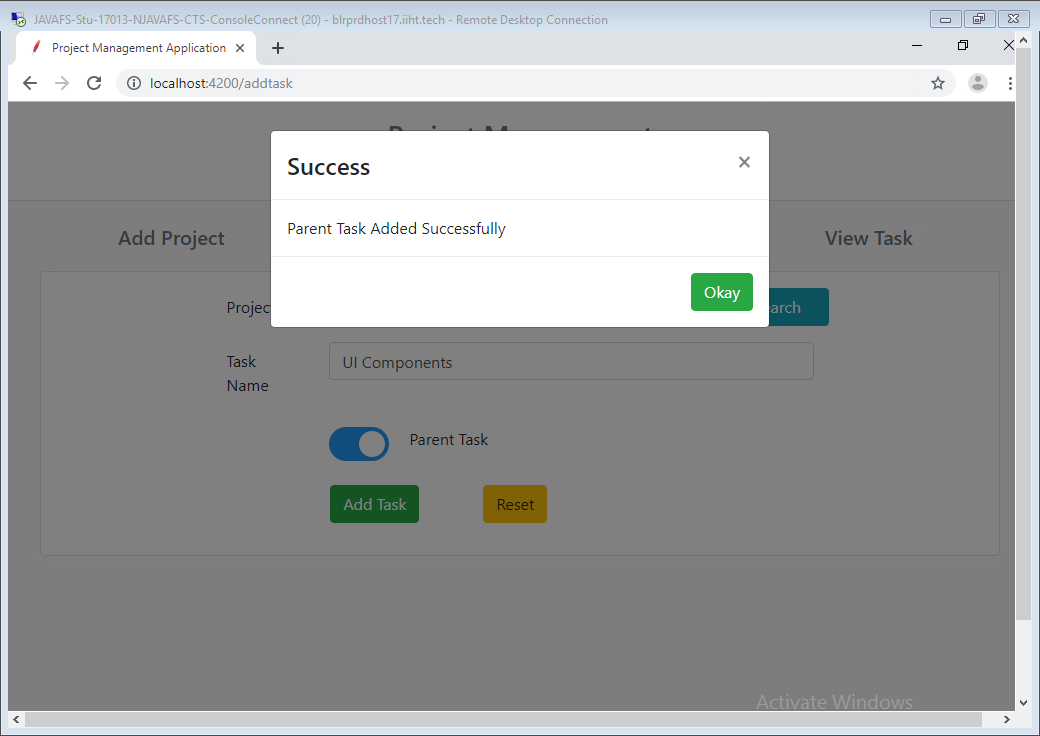 JAVAFS-Stu-17013-NJAVAFS-CTS-ConsoleConnect (20) - blrprdhost17.iiht.tech - Remote Desktop Connection
Project Management Application
localhost:4200/addtask
Success
Parent Task Added Successfully
Okay
Add Project
View Task
Task
Name
UI Components
Parent Task
Add Task
Reset
Activate Windows